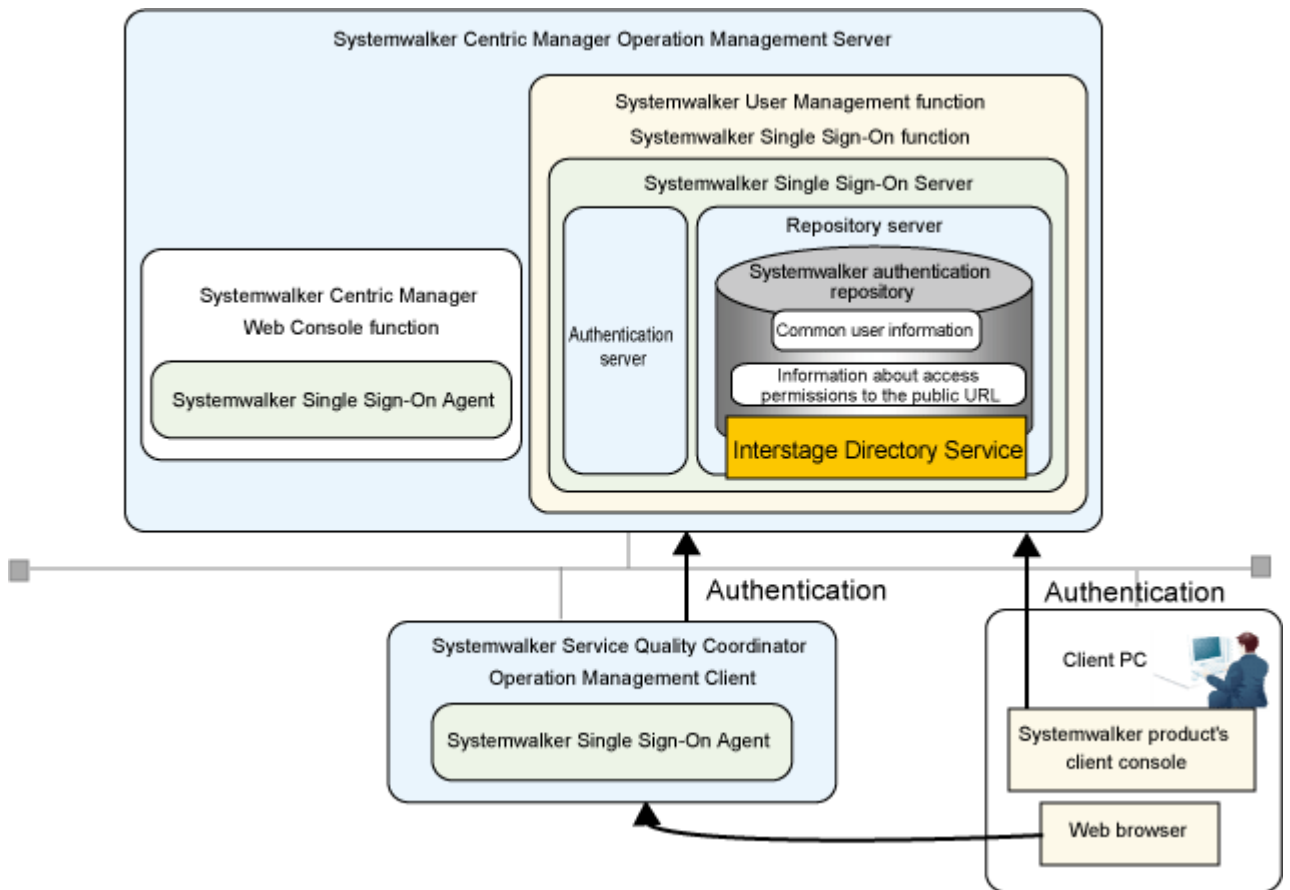 Systemwalker Centric Manager Operation Management Server
Systemwalker User Management function
Systemwalker Single Sign-On function
Systemwalker Single Sign-On Server
Repository server
Systemwalker authentication
repository
Common user information
Information about access
permissions to the public URL
Interstage Directory Service
Authentication
server
Systemwalker Centric Manager
Web Console function
Systemwalker Single Sign-On Agent
Authentication
Authentication
Systemwalker Service Quality Coordinator
Operation Management Client
Systemwalker Single Sign-On Agent
Client PC
Systemwalker product's
client console
Web browser